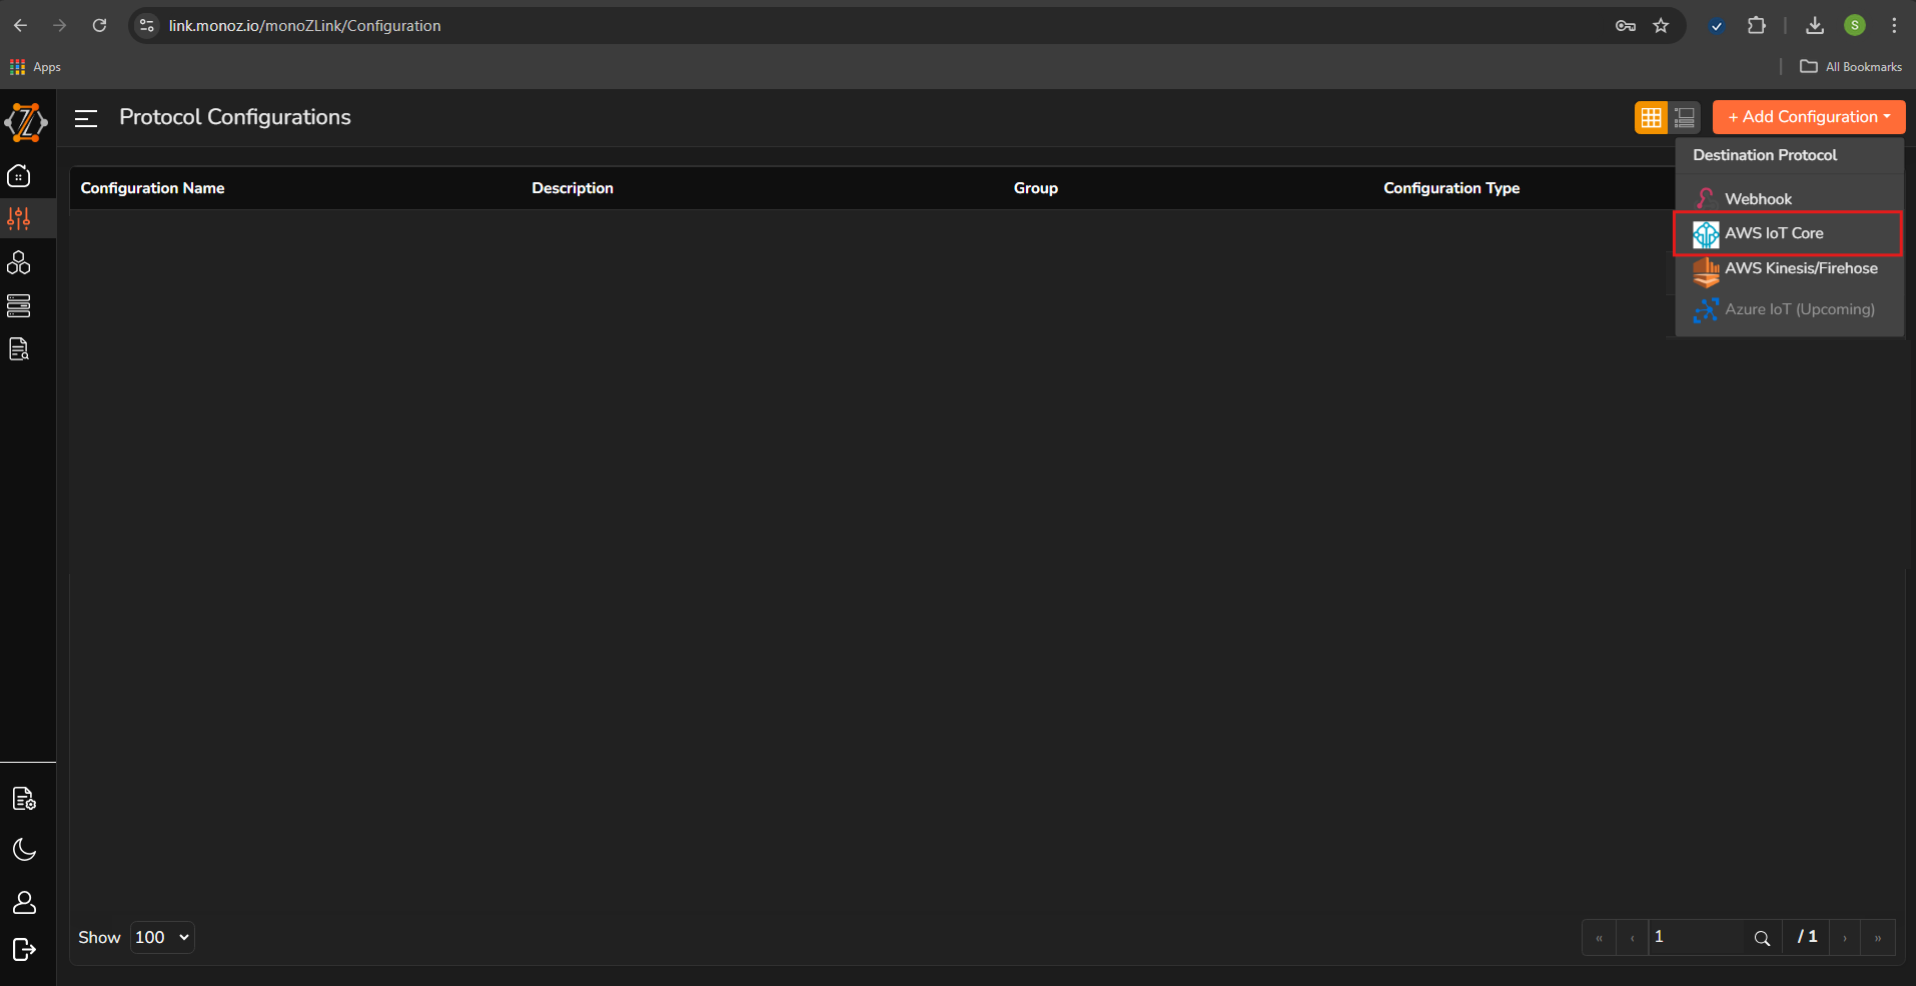 link.monoz.io/monoZLink/Configuration
S
Apps
All Bookmarks
Z
Protocol Configurations
+ Add Configuration
Destination Protocol
Configuration Name
Description
Group
Configuration Type
Webhook
AWS IoT Core
AWS Kinesis/Firehose
Azure IoT (Upcoming)
Show 100
« ‹ 1 / 1 › »